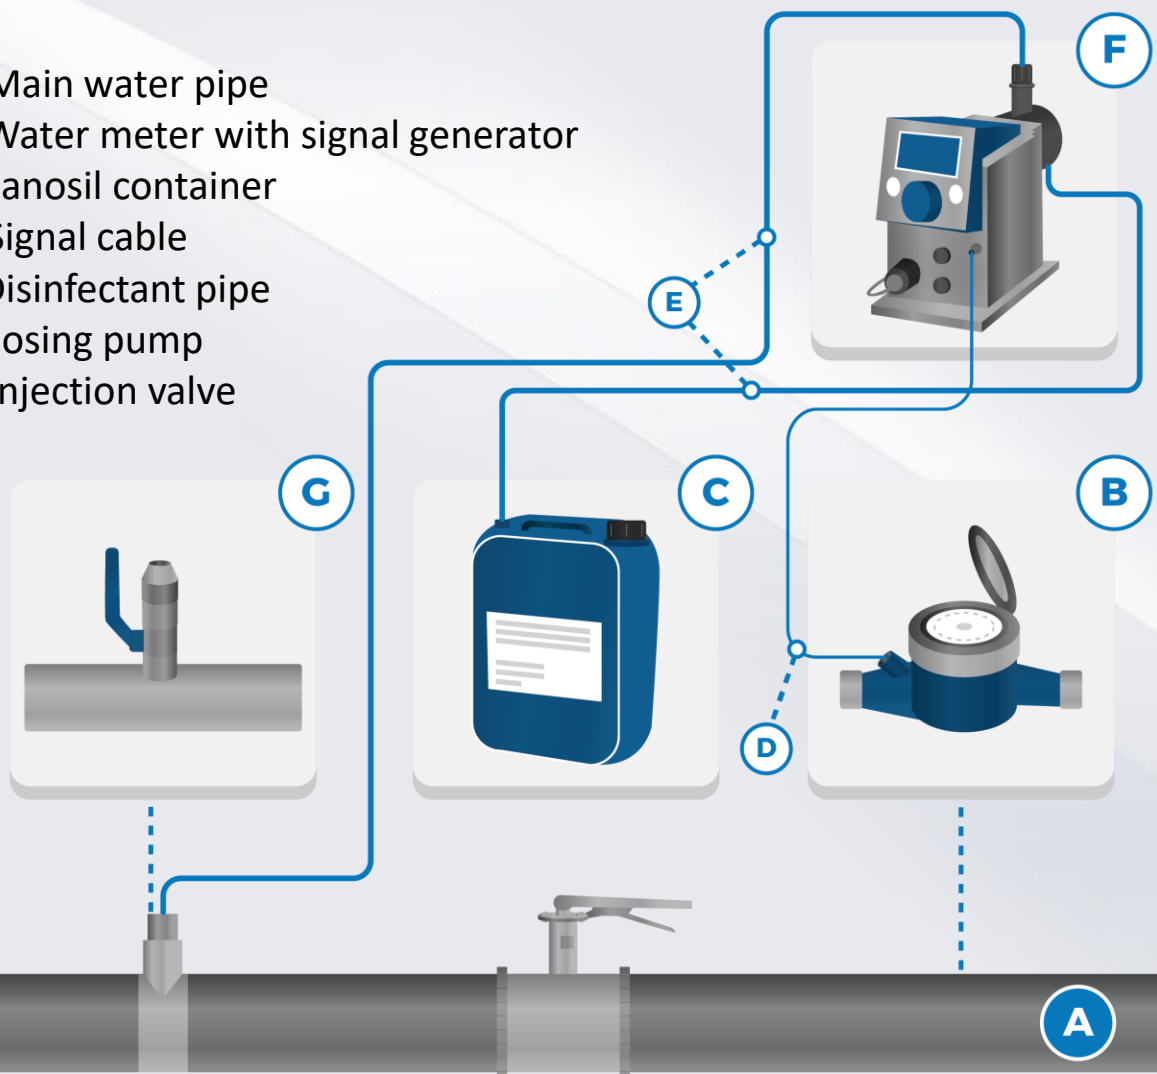 Main water pipe
Water meter with signal generator
anosil container
Signal cable
Disinfectant pipe
osing pump
njection valve
F
E
G
C
B
D
A